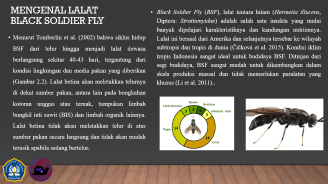 MENGENAL LALAT
BLACK SOLDIER FLY
• Menurut Tomberlin et al. (2002) bahwa siklus hidup
BSF dari telur hingga menjadi lalat dewasa
berlangsung sekitar 40-43 hari, tergantung dari
kondisi lingkungan dan media pakan yang diberikan
(Gambar 2.2). Lalat betina akan meletakkan telurnya
di dekat sumber pakan, antara lain pada bongkahan
kotoran unggas atau ternak, tumpukan limbah
bungkil inti sawit (BIS) dan limbah organik lainnya.
Lalat betina tidak akan meletakkan telur di atas
sumber pakan secara langsung dan tidak akan mudah
terusik apabila sedang bertelur.
• Black Soldier Fly (BSF), lalat tentara hitam (Hermetia illucens,
Diptera: Stratiomyidae) adalah salah satu insekta yang mulai
banyak dipelajari karakteristiknya dan kandungan nutriennya.
Lalat ini berasal dari Amerika dan selanjutnya tersebar ke wilayah
subtropis dan tropis di dunia (Čičková et al. 2015). Kondisi iklim
tropis Indonesia sangat ideal untuk budidaya BSF. Ditinjau dari
segi budidaya, BSF sangat mudah untuk dikembangkan dalam
skala produksi massal dan tidak memerlukan peralatan yang
khusus (Li et al. 2011)..
Lalat Dewasa
Pupa
Larva